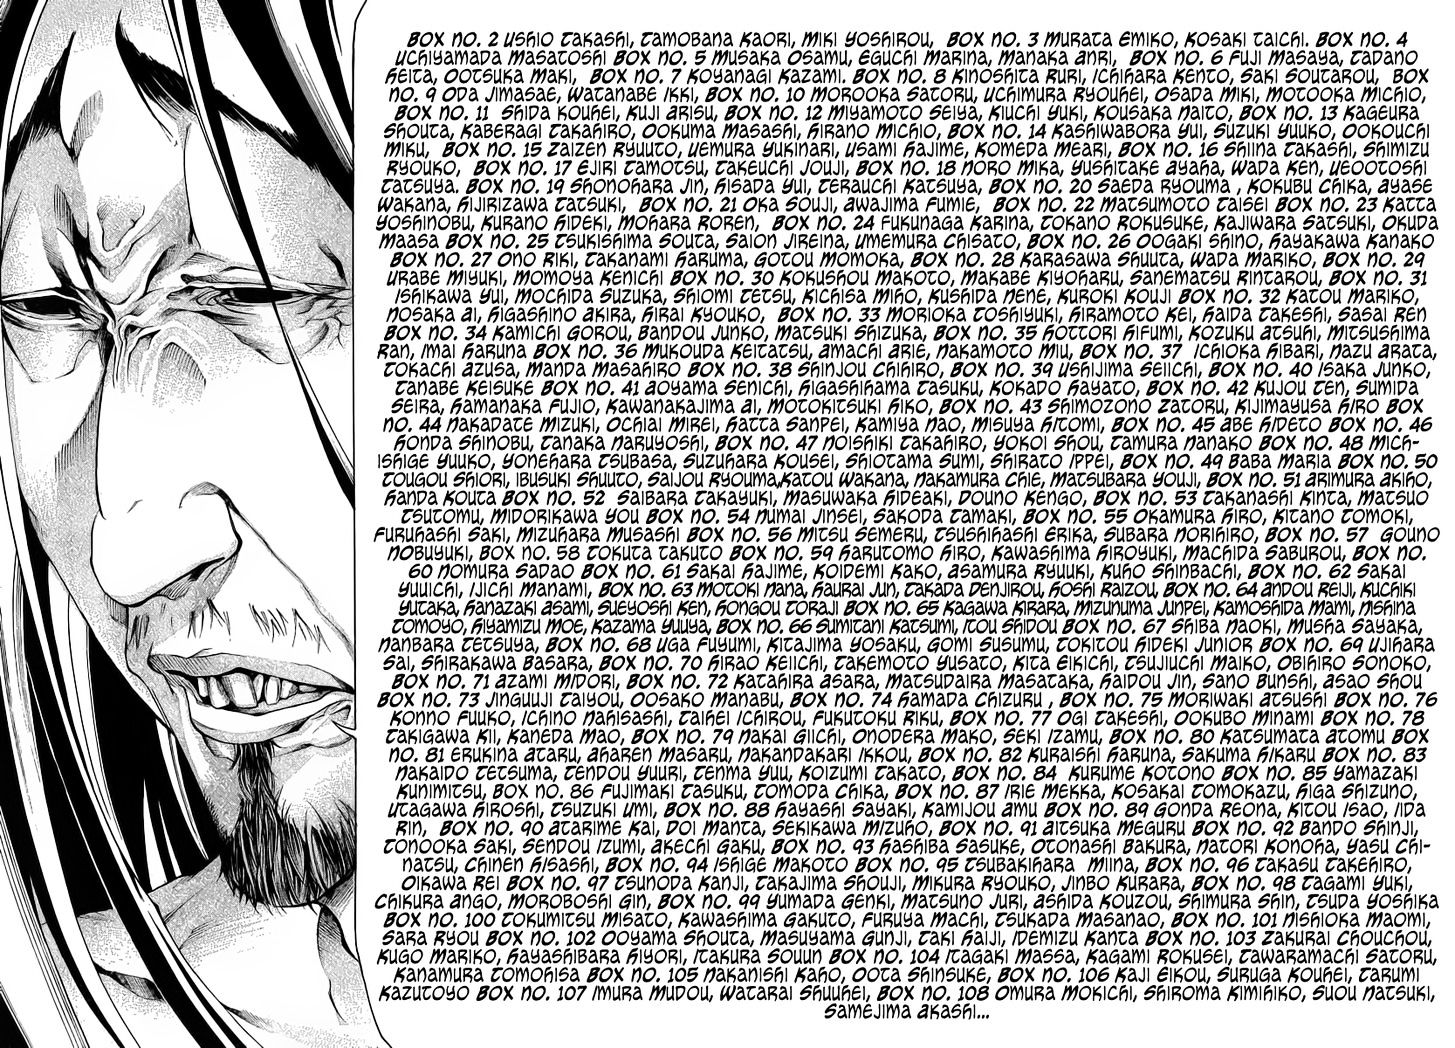 BOX NO. 2 USHIO TAKASHI, TAMOBANA KAORI, MIKI YOSHIROU, BOX NO. 3 MURATA EMIKO, KOSAKI TAICHI. BOX NO. 4
UCHIYAMADA MASATOSHI BOX NO. 5 MUSAKA OSAMU, EGUCHI MARINA, MANAKA ANRI, BOX NO. 6 FUJI MASAYA, TADANO
HEITA, OOTSUKA MAKI, BOX NO. 7 KOYANAGI KAZAMI. BOX NO. 8 KINOSHITA RURI, ICHIHARA KENTO, SAKI SOUTAROU, BOX
NO. 9 ODA JIMASAE, WATANABE IKKI, BOX NO. 10 MOROOKA SATORU, UCHIMURA RYOUHEI, OSADA MIKI, MOTOOKA MICHIO,
BOX NO. 11 SHIDA KOUHEI, KUJI ARISU, BOX NO. 12 MIYAMOTO SEIYA, KIUCHI YUKI, KOUSAKA NAITO, BOX NO. 13 KAGEURA
SHOUTA, KABERAGI TAKAHIRO, OOKUMA MASASHI, HIRANO MICHIO, BOX NO. 14 KASHIWABORA YUI, SUZUKI YUUKO, OOKOUCHI
MIKU, BOX NO. 15 ZAIZEN RYUUTO, UEMURA YUKINARI, USAMI HAJIME, KOMEDA MEARI, BOX NO. 16 SHIINA TAKASHI, SHIMIZU
RYOUKO, BOX NO. 17 EJIRI TAMOTSU, TAKEUCHI JOUJI, BOX NO. 18 NORO MIKA, YUSHITAKE AYAHA, WADA KEN, UEOOTOSHI
TATSUYA. BOX NO. 19 SHONOHARA JIN, HISADA YUI, TERAUCHI KATSUYA, BOX NO. 20 SAEDA RYOUMA , KOKUBU CHIKA, AYASE
WAKANA, HIJIRIZAWA TATSUKI, BOX NO. 21 OKA SOUJI, AWAJIMA FUMIE, BOX NO. 22 MATSUMOTO TAISEI BOX NO. 23 KATTA
YOSHINOBU, KURANO HIDEKI, MOHARA ROREN, BOX NO. 24 FUKUNAGA KARINA, TOKANO ROKUSUKE, KAJIWARA SATSUKI, OKUDA
MAASA BOX NO. 25 TSUKISHIMA SOUTA, SAION JIREINA, UMEMURA CHISATO, BOX NO. 26 OOGAKI SHINO, HAYAKAWA KANAKO
BOX NO. 27 ONO RIKI, TAKANAMI HARUMA, GOTOU MOMOKA, BOX NO. 28 KARASAWA SHUUTA, WADA MARIKO, BOX NO. 29
URABE MIYUKI, MOMOYA KENICHI BOX NO. 30 KOKUSHOU MAKOTO, MAKABE KIYOHARU, SANEMATSU RINTAROU, BOX NO. 31
ISHIKAWA YUI, MOCHIDA SUZUKA, SHIOMI TETSU, KICHISA MIHO, KUSHIDA NENE, KUROKI KOUJI BOX NO. 32 KATOU MARIKO,
NOSAKA AI, HIGASHINO AKIRA, HIRAI KYOUKO, BOX NO. 33 MORIOKA TOSHIYUKI, HIRAMOTO KEI, HAIDA TAKESHI, SASAI REN
BOX NO. 34 KAMICHI GOROU, BANDOU JUNKO, MATSUKI SHIZUKA, BOX NO. 35 HOTTORI HIFUMI, KOZUKU ATSUHI, MITSUSHIMA
RAN, IMAI HARUNA BOX NO. 36 MUKOUDA KEITATSU, AMACHI ARIE, NAKAMOTO MIU, BOX NO. 37 ICHIOKA HIBARI, NAZU ARATA,
TOKACHI AZUSA, MANDA MASAHIRO BOX NO. 38 SHINJOU CHIHIRO, BOX NO. 39 USHIJIMA SEIICHI, BOX NO. 40 ISAKA JUNKO,
TANABE KEISUKE BOX NO. 41 AOYAMA SENICHI, HIGASHIHAMA TASUKU, KOKADO HAYATO, BOX NO. 42 KUJOU TEN, SUMIDA
SEIRA, HAMANAKA FUJIO, KAWANAKAJIMA AI, MOTOKITSUKI HIKO, BOX NO. 43 SHIMOZONO ZATORU, KIJIMAYUSA HIRO BOX
NO. 44 NAKADATE MIZUKI, OCHIAI MIREI, HATTA SANPEI, KAMIYA NAO, MISUYA HITOMI, BOX NO. 45 ABE HIDETO BOX NO. 46
HONDA SHINOBU, TANAKA NARUYOSHI, BOX NO. 47 NOISHIKI TAKAHIRO, YOKOI SHOU, TAMURA NANAKO BOX NO. 48 MICH-
ISHIGE YUUKO, YONEHARA TSUBASA, SUZUHARA KOUSEI, SHIOTAMA SUMI, SHIRATO IPPEI, BOX NO. 49 BABA MARIA BOX NO. 50
TOUGOU SHIORI, IBUSUKI SHUUTO, SAIJOU RYOUMA,KATOU WAKANA, NAKAMURA CHIE, MATSUBARA YOUJI, BOX NO. 51 ARIMURA AKIHO,
HANDA KOUTA BOX NO. 52 SAIBARA TAKAYUKI, MASUWAKA HIDEAKI, DOUNO KENGO, BOX NO. 53 TAKANASHI KINTA, MATSUO
TSUTOMU, MIDORIKAWA YOU BOX NO. 54 NUMAI JINSEI, SAKODA TAMAKI, BOX NO. 55 OKAMURA HIRO, KITANO TOMOKI,
FURUHASHI SAKI, MIZUHARA MUSASHI BOX NO. 56 MITSU SEMERU, TSUSHIHASHI ERIKA, SUBARA NORIHIRO, BOX NO. 57 GOUNO
NOBUYUKI, BOX NO. 58 TOKUTA TAKUTO BOX NO. 59 HARUTOMO HIRO, KAWASHIMA HIROYUKI, MACHIDA SABUROU, BOX NO.
60 NOMURA SADAO BOX NO. 61 SAKAI HAJIME, KOIDEMI KAKO, ASAMURA RYUUKI, KUHO SHINBACHI, BOX NO. 62 SAKAI
YUUICHI, IJICHI MANAMI, BOX NO. 63 MOTOKI NANA, HAURAI JUN, TAKADA DENJIROU, HOSHI RAIZOU, BOX NO. 64 ANDOU REIJI, KUCHIKI
YUTAKA, HANAZAKI ASAMI, SUEYOSHI KEN, HONGOU TORAJI BOX NO. 65 KAGAWA KIRARA, MIZUNUMA JUNPEI, KAMOSHIDA MAMI, NISHINA
TOMOYO, HYAMIZU MOE, KAZAMA YUUYA, BOX NO. 66 SUMITANI KATSUMI, ITOU SHIDOU BOX NO. 67 SHIBA NAOKI, MUSHA SAYAKA,
NANBARA TETSUYA, BOX NO. 68 UGA FUYUMI, KITAJIMA YOSAKU, GOMI SUSUMU, TOKITOU HIDEKI JUNIOR BOX NO. 69 UJIHARA
SAI, SHIRAKAWA BASARA, BOX NO. 70 HIRAO KEIICHI, TAKEMOTO YUSATO, KITA EIKICHI, TSUJIUCHI MAIKO, OBIHIRO SONOKO,
BOX NO. 71 AZAMI MIDORI, BOX NO. 72 KATAHIRA ASARA, MATSUDAIRA MASATAKA, HAIDOU JIN, SANO BUNSHI, ASAO SHOU
BOX NO. 73 JINGUUJI TAIYOU, OOSAKO MANABU, BOX NO. 74 HAMADA CHIZURU , BOX NO. 75 MORIWAKI ATSUSHI BOX NO. 76
KONNO FUUKO, ICHINO NAHISASHI, TAIHEI ICHIROU, FUKUTOKU RIKU, BOX NO. 77 OGI TAKESHI, OOKUBO MINAMI BOX NO. 78
TAKIGAWA KII, KANEDA MAO, BOX NO. 79 NAKAI GIICHI, ONODERA MAKO, SEKI IZAMU, BOX NO. 80 KATSUMATA ATOMU BOX
NO. 81 ERUKINA ATARU, AHAREN MASARU, NAKANDAKARI IKKOU, BOX NO. 82 KURAISHI HARUNA, SAKUMA HIKARU BOX NO. 83
NAKAIDO TETSUMA, TENDOU YUURI, TENMA YUU, KOIZUMI TAKATO, BOX NO. 84 KURUME KOTONO BOX NO. 85 YAMAZAKI
KUNIMITSU, BOX NO. 86 FUJIMAKI TASUKU, TOMODA CHIKA, BOX NO. 87 IRIE MEKKA, KOSAKAI TOMOKAZU, HIGA SHIZUNO,
UTAGAWA HIROSHI, TSUZUKI UMI, BOX NO. 88 HAYASHI SAYAKI, KAMIJOU AMU BOX NO. 89 GONDA REONA, KITOU ISAO, IIDA
RIN, BOX NO. 90 ATARIME KAI, DOI MANTA, SEKIKAWA MIZUHO, BOX NO. 91 AITSUKA MEGURU BOX NO. 92 BANDO SHINJI,
TONOOKA SAKI, SENDOU IZUMI, AKECHI GAKU, BOX NO. 93 HASHIBA SASUKE, OTONASHI BAKURA, NATORI KONOHA, YASU CHI-
NATSU, CHINEN HISASHI, BOX NO. 94 ISHIGE MAKOTO BOX NO. 95 TSUBAKIHARA MIINA, BOX NO. 96 TAKASU TAKEHIRO,
OIKAWA REI BOX NO. 97 TSUNODA KANJI, TAKAJIMA SHOUJI, MIKURA RYOUKO, JINBO KURARA, BOX NO. 98 TAGAMI YUKI,
CHIKURA ANGO, MOROBOSHI GIN, BOX NO. 99 YUMADA GENKI, MATSUNO JURI, ASHIDA KOUZOU, SHIMURA SHIN, TSUDA YOSHIKA
BOX NO. 100 TOKUMITSU MISATO, KAWASHIMA GAKUTO, FURUYA MACHI, TSUKADA MASANAO, BOX NO. 101 NISHIOKA MAOMI,
SARA RYOU BOX NO. 102 OOYAMA SHOUTA, MASUYAMA GUNJI, TAKI HAIJI, IDEMIZU KANTA BOX NO. 103 ZAKURAI CHOUCHOU,
KUGO MARIKO, HAYASHIBARA HIYORI, ITAKURA SOUUN BOX NO. 104 ITAGAKI MASSA, KAGAMI ROKUSEI, TAWARAMACHI SATORU,
KANAMURA TOMOHISA BOX NO. 105 NAKANISHI KAHO, OOTA SHINSUKE, BOX NO. 106 KAJI EIKOU, SURUGA KOUHEI, TARUMI
KAZUTOYO BOX NO. 107 IMURA MUDOU, WATARAI SHUUHEI, BOX NO. 108 OMURA MOKICHI, SHIROMA KIMIHIKO, SUOU NATSUKI,
SAMEJIMA AKASHI...